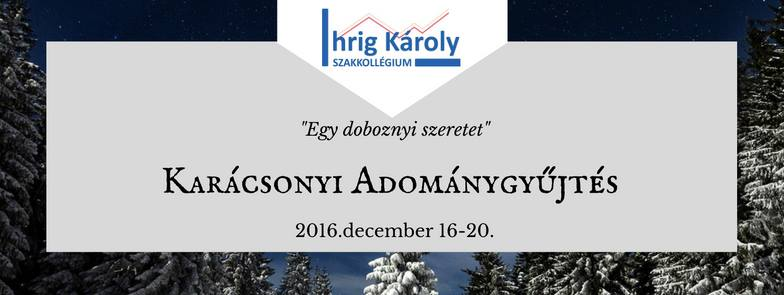 Ihrig Károly
SZAKKOLLÉGIUM
"Egy doboznyi szeretet"
Karácsonyi Adománygyűjtés
2016.december 16-20.